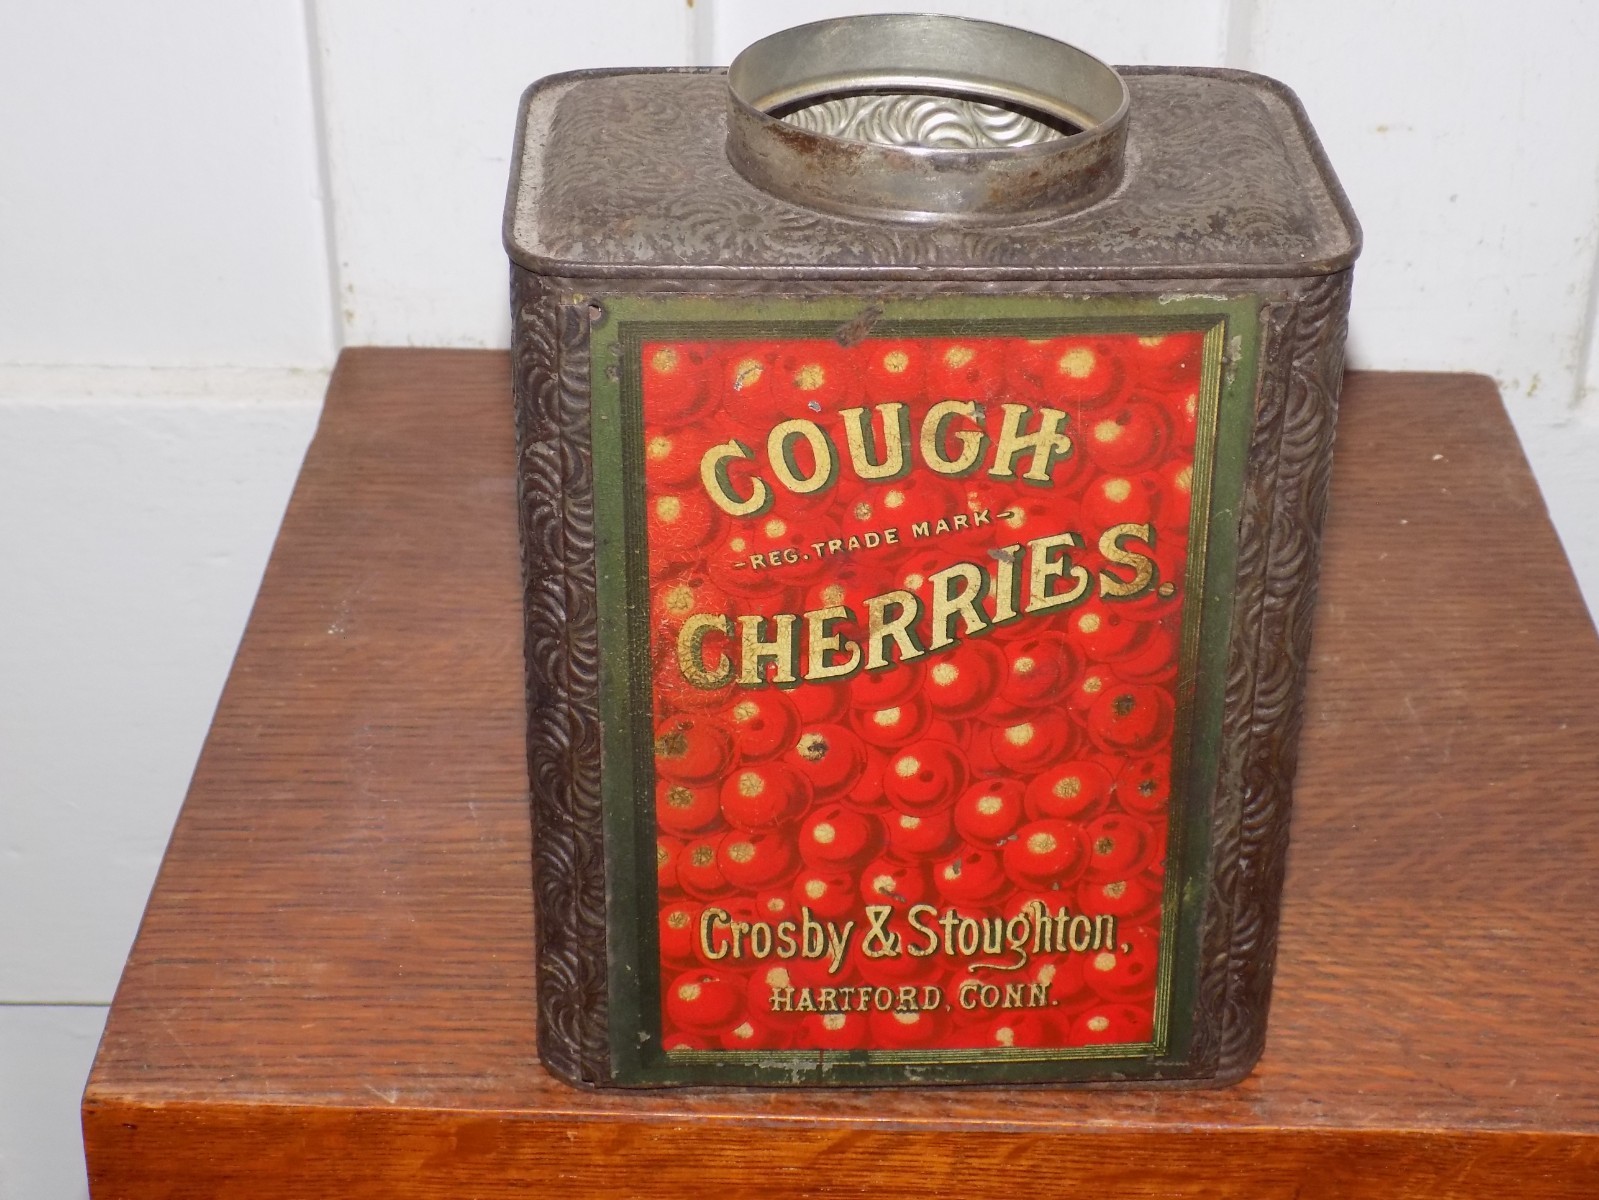 COUGH
-REG. TRADE MARK-
CHERRIES.
Crosby & Stoughton,
HARTFORD, CONN.